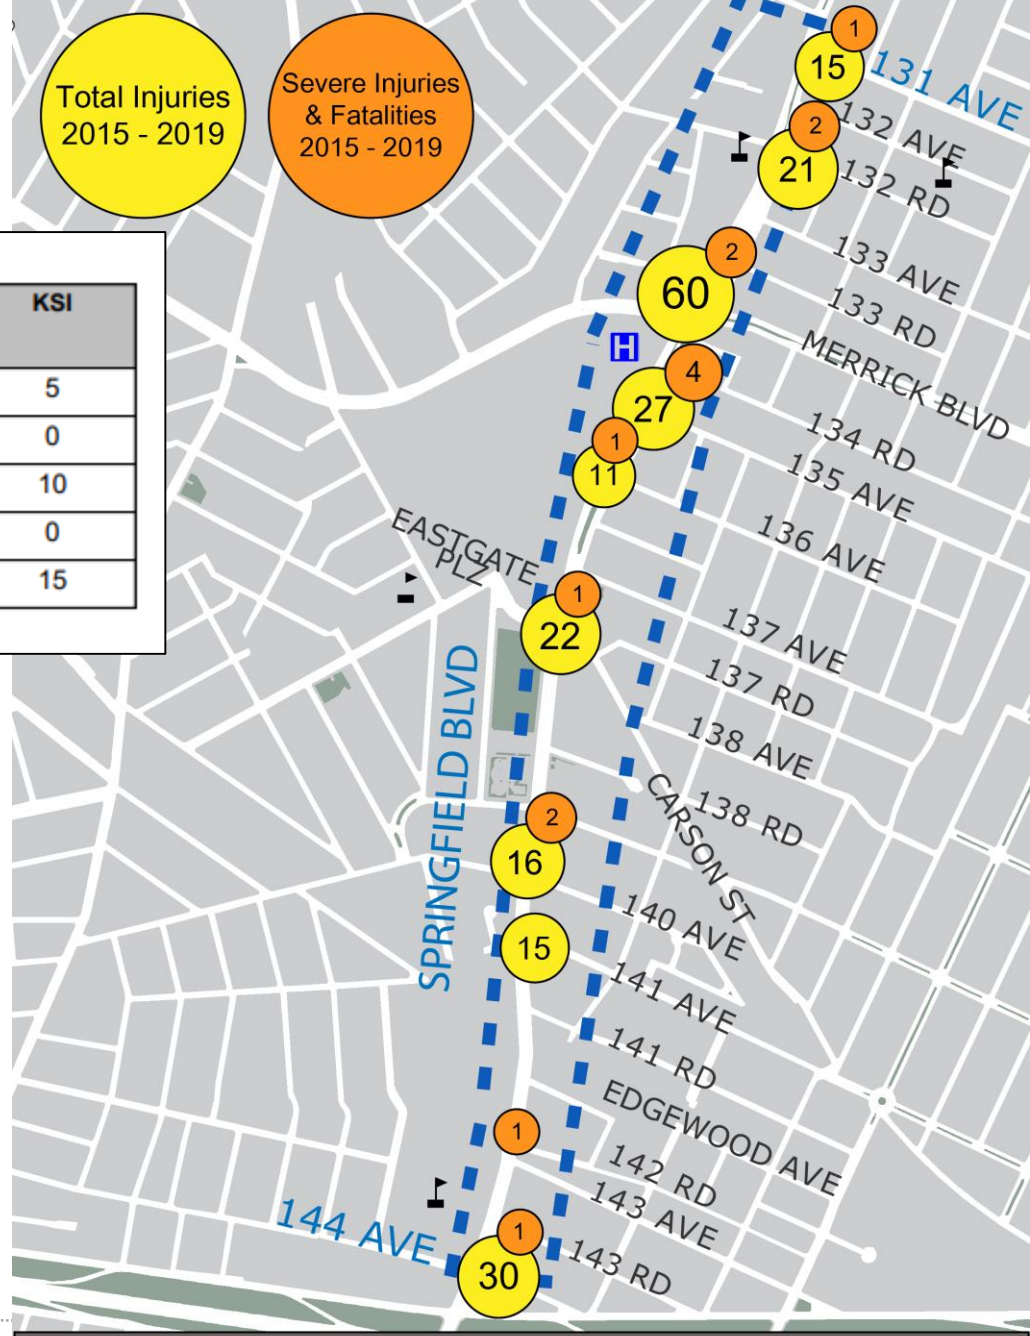 Total Injuries
2015 - 2019
Severe Injuries
& Fatalities
2015 - 2019
KSI
5
0
10
0
15
1
15
131 AVE
2
21
132 AVE
132 RD
133 AVE
2
60
133 RD
MERRICK BLVD
H
4
27
134 RD
1
11
135 AVE
136 AVE
EASTGATE
PLZ
1
22
137 AVE
137 RD
138 AVE
SPRINGFIELD BLVD
CARSON ST
138 RD
2
16
140 AVE
15
141 AVE
141 RD
EDGEWOOD AVE
1
142 RD
143 AVE
144 AVE
1
30
143 RD